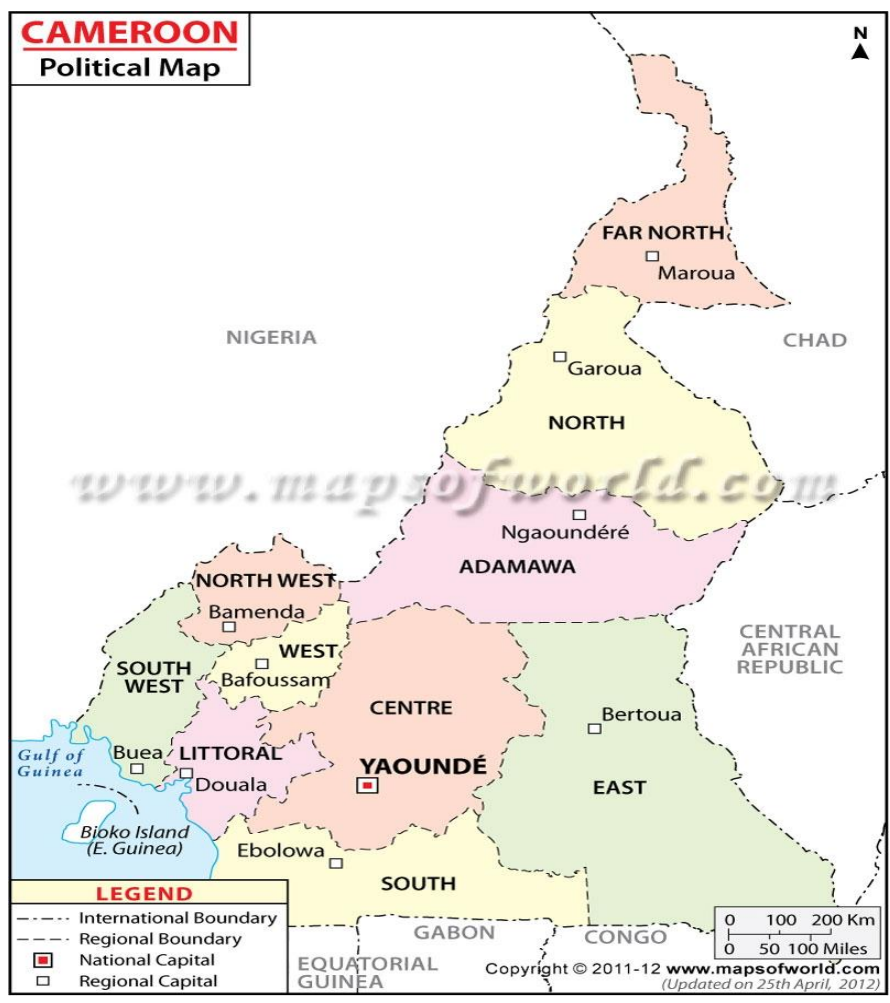 CAMEROON
Political Map
N
FAR NORTH
Maroua
NIGERIA
CHAD
Garoua
NORTH
www.mapsofworld.com
Ngaoundéré
ADAMAWA
NORTH WEST
Bamenda
WEST
Bafoussam
SOUTH
WEST
CENTRAL
AFRICAN
REPUBLIC
CENTRE
Bertoua
Gulf of
Guinea
Buea
LITTORAL
Douala
YAOUNDÉ
EAST
Bioko Island
(E. Guinea)
Ebolowa
SOUTH
LEGEND
International Boundary
Regional Boundary
National Capital
Regional Capital
GABON
CONGO
EQUATORIAL
GUINEA
0 100 200 Km
0 50 100 Miles
Copyright © 2011-12 www.mapsofworld.com
(Updated on 25th April, 2012)